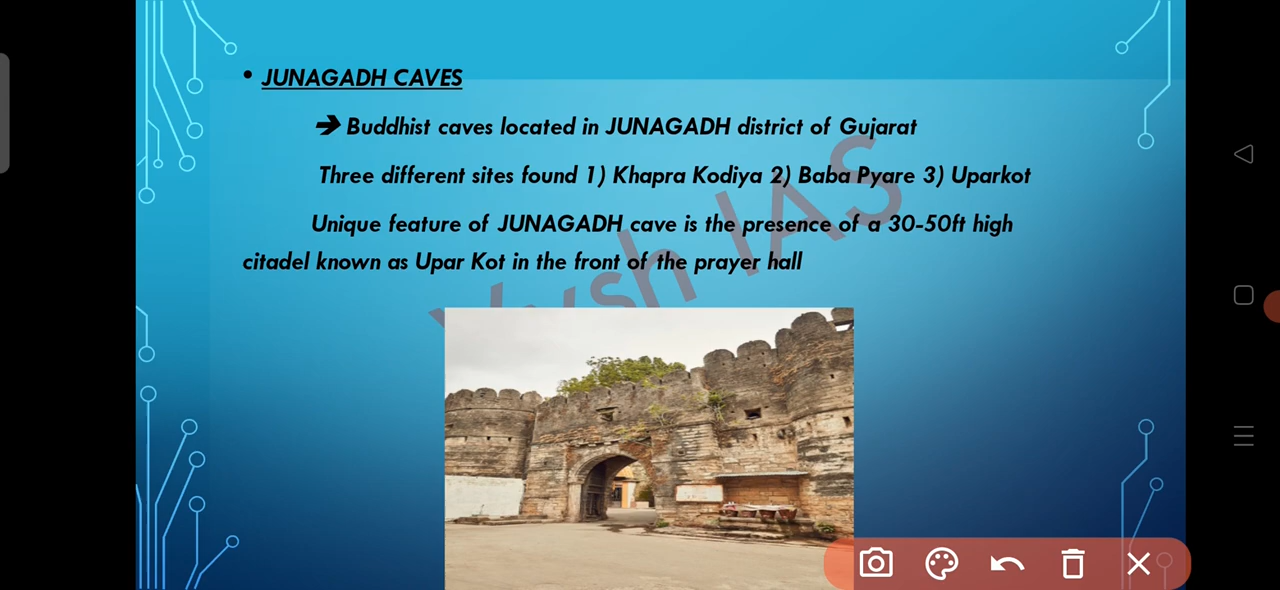 • JUNAGADH CAVES
➔ Buddhist caves located in JUNAGADH district of Gujarat
Three different sites found 1) Khapra Kodiya 2) Baba Pyare 3) Uparkot
Unique feature of JUNAGADH cave is the presence of a 30-50ft high
citadel known as Upar Kot in the front of the prayer hall